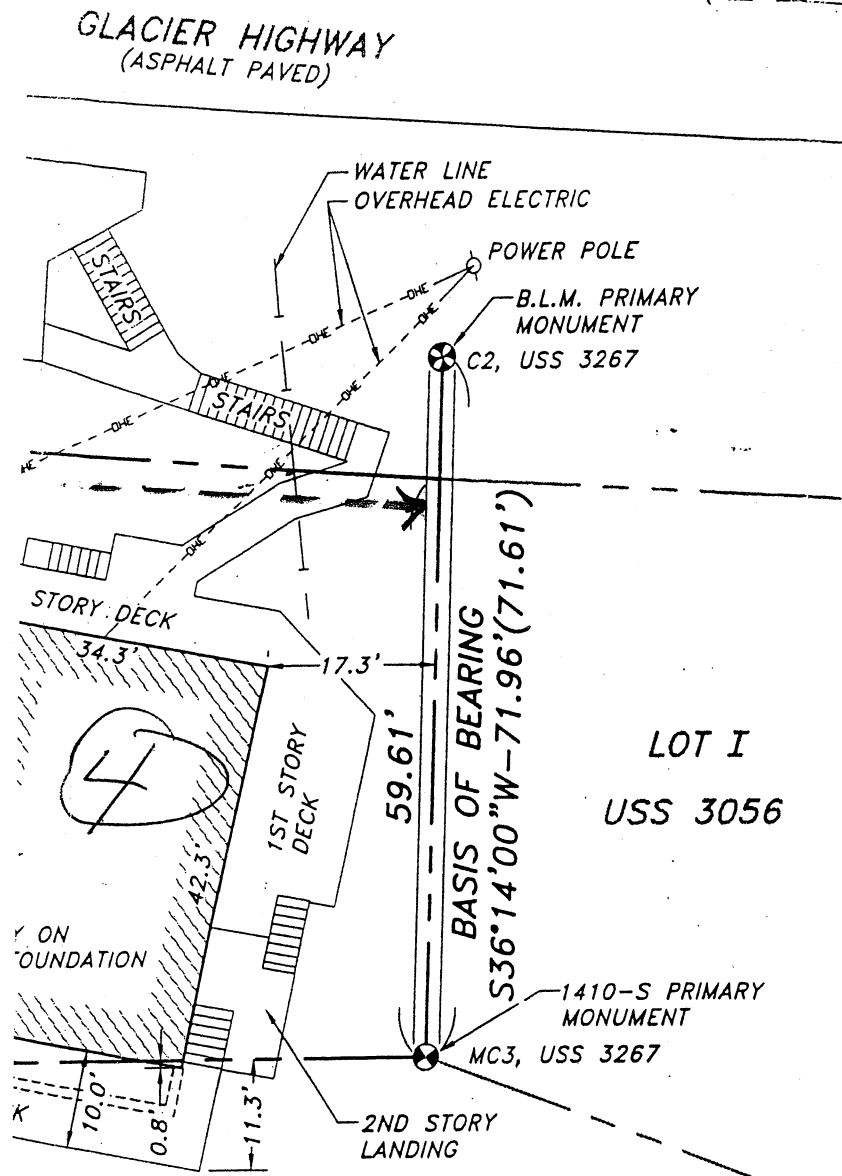 GLACIER HIGHWAY
(ASPHALT PAVED)
WATER LINE
OVERHEAD ELECTRIC
POWER POLE
B.L.M. PRIMARY
MONUMENT
C2, USS 3267
STAIRS
STAIRS
OHE
OHE
OHE
OHE
OHE
OHE
OHE
OHE
HE
STORY DECK
34.3'
17.3'
59.61'
BASIS OF BEARING
S36°14'00"W-71.96'(71.61')
LOT I
USS 3056
4
1ST STORY
DECK
42.3'
Y ON
OUNDATION
1410-S PRIMARY
MONUMENT
MC3, USS 3267
K
10.0'
0.8'
11.3'
2ND STORY
LANDING